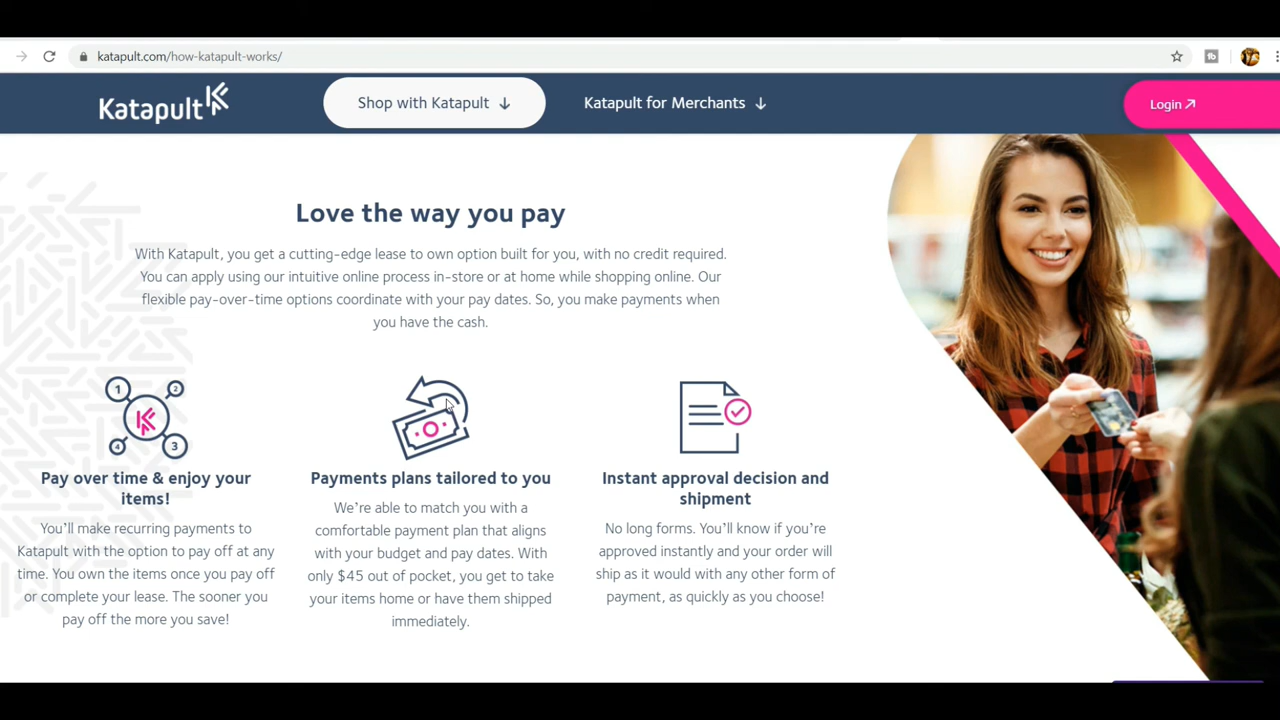 katapult.com/how-katapult-works/
Katapult
Shop with Katapult ↓
Katapult for Merchants ↓
Login ↗
Love the way you pay
With Katapult, you get a cutting-edge lease to own option built for you, with no credit required.
You can apply using our intuitive online process in-store or at home while shopping online. Our
flexible pay-over-time options coordinate with your pay dates. So, you make payments when
you have the cash.
1
2
4
3
Pay over time & enjoy your
items!
You’ll make recurring payments to
Katapult with the option to pay off at any
time. You own the items once you pay off
or complete your lease. The sooner you
pay off the more you save!
Payments plans tailored to you
We’re able to match you with a
comfortable payment plan that aligns
with your budget and pay dates. With
only $45 out of pocket, you get to take
your items home or have them shipped
immediately.
Instant approval decision and
shipment
No long forms. You’ll know if you’re
approved instantly and your order will
ship as it would with any other form of
payment, as quickly as you choose!